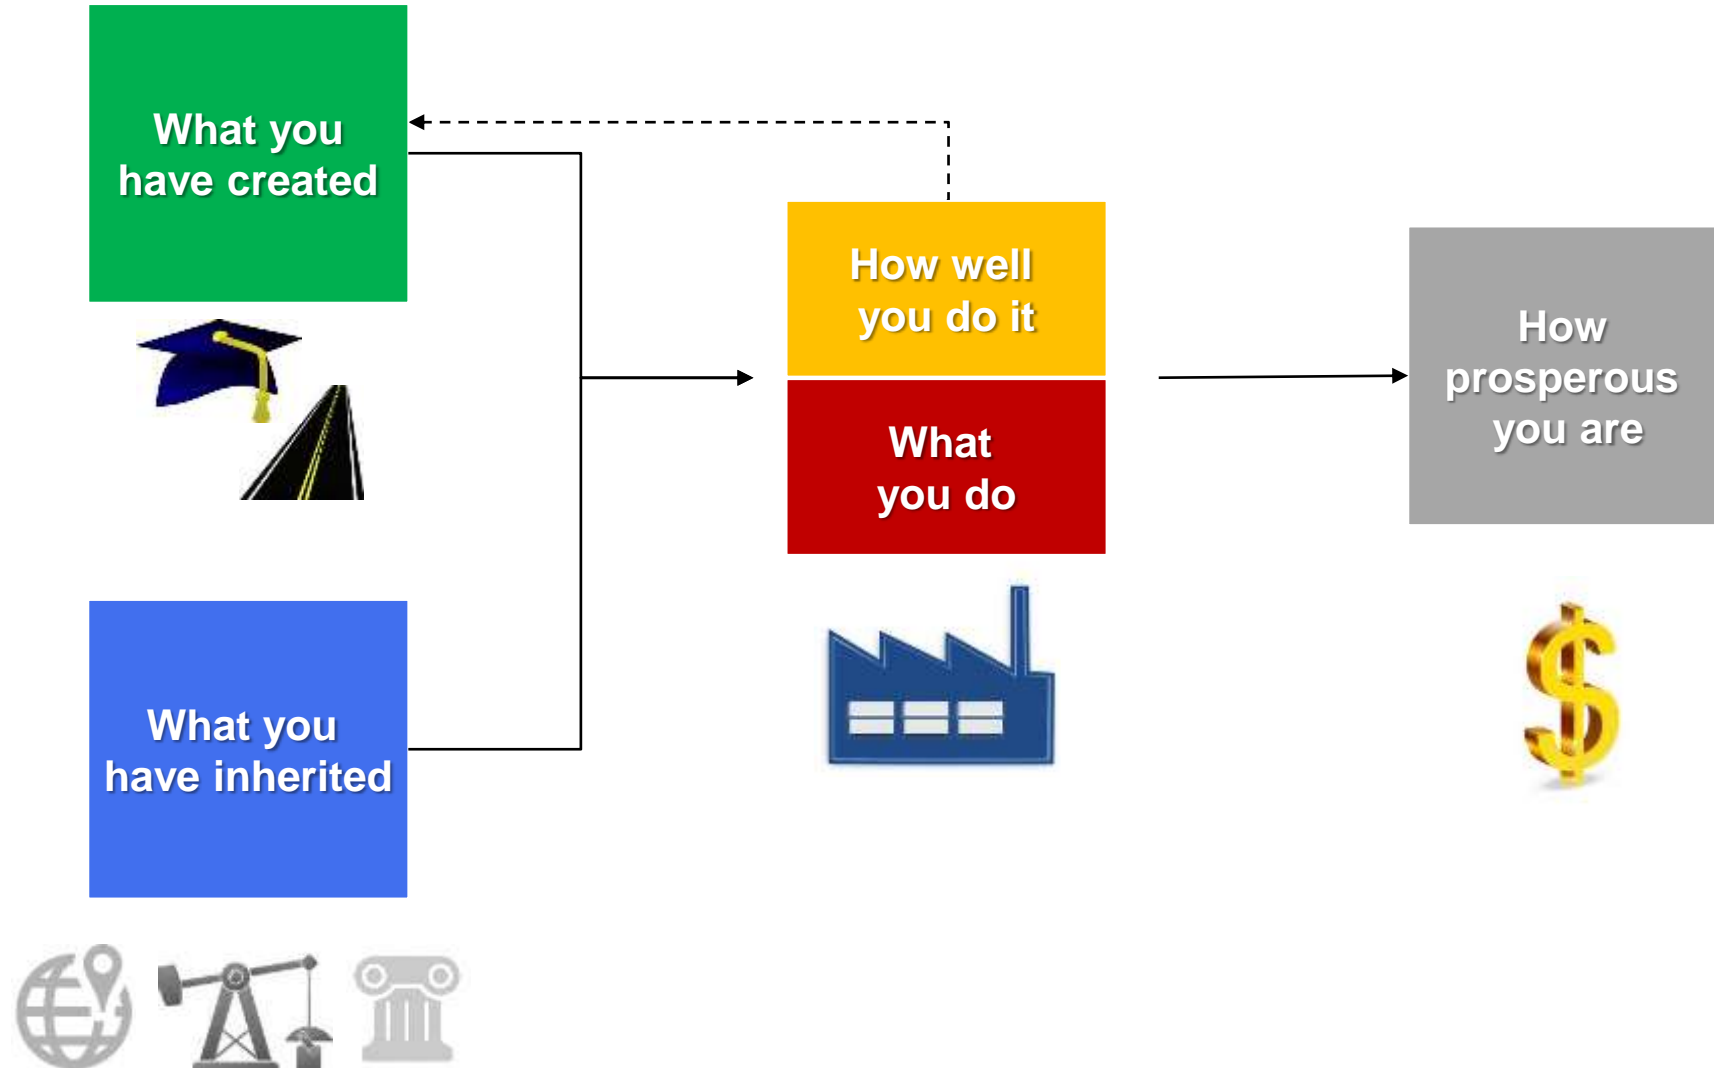 What you
have created
How well
you do it
What
you do
How
prosperous
you are
What you
have inherited